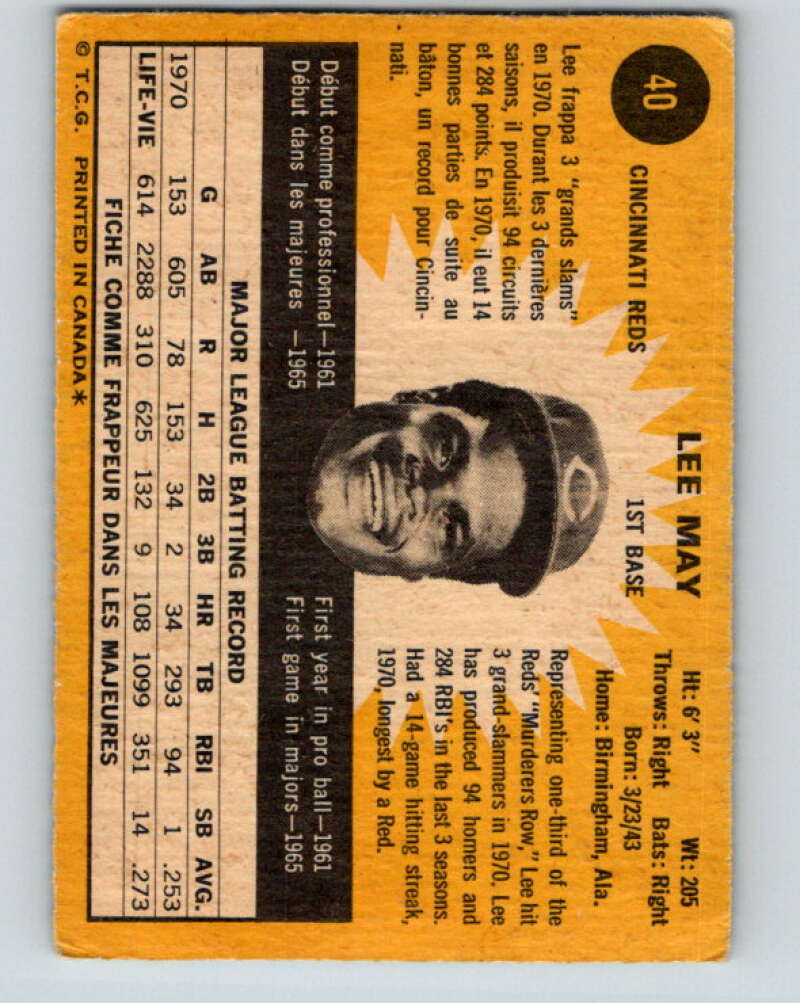 40
LEE MAY
CINCINNATI REDS
1ST BASE
Ht: 6' 3" Wt: 205
Throws: Right Bats: Right
Born: 3/23/43
Home: Birmingham, Ala.
Lee frappa 3 "grands slams"
en 1970. Durant les 3 dernières
saisons, il produisit 94 circuits
et 284 points. En 1970, il eut 14
bonnes parties de suite au
bâton, un record pour Cincin-
nati.
Representing one-third of the
Reds' "Murderers Row," Lee hit
3 grand-slammers in 1970. Lee
has produced 94 homers and
284 RBI's in the last 3 seasons.
Had a 14-game hitting streak,
1970, longest by a Red.
Début comme professionnel—1961
Début dans les majeures —1965
First year in pro ball—1961
First game in majors—1965
MAJOR LEAGUE BATTING RECORD
G AB R H 2B 3B HR TB RBI SB AVG.
1970 153 605 78 153 34 2 34 293 94 1 .253
LIFE-VIE 614 2288 310 625 132 9 108 1099 351 14 .273
FICHE COMME FRAPPEUR DANS LES MAJEURES
© T.C.G. PRINTED IN CANADA*
C